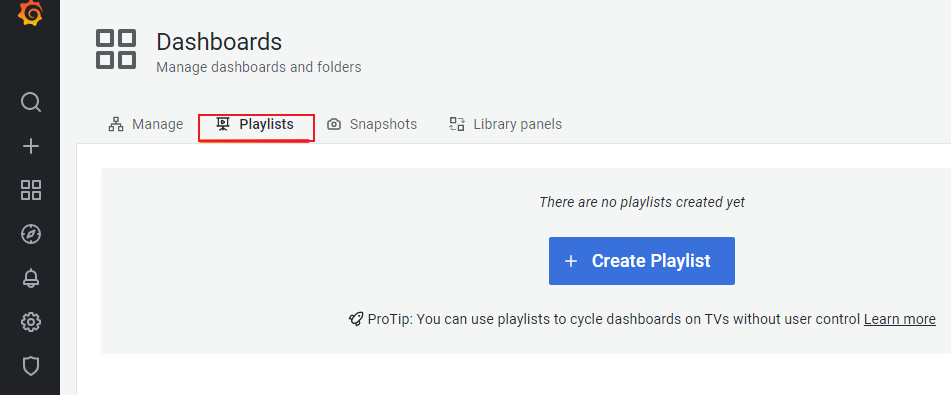 Dashboards
Manage dashboards and folders
Manage Playlists Snapshots Library panels
There are no playlists created yet
+ Create Playlist
ProTip: You can use playlists to cycle dashboards on TVs without user control Learn more